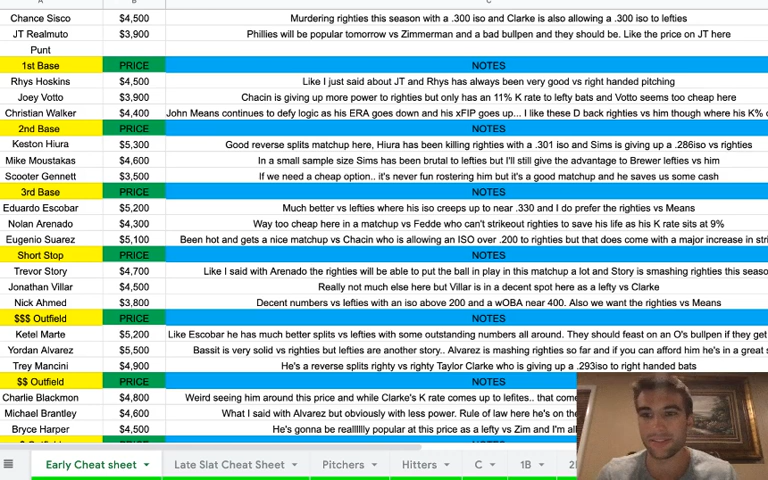 A B C
Chance Sisco $4,500 Murdering righties this season with a .300 iso and Clarke is also allowing a .300 iso to lefties
JT Realmuto $3,900 Phillies will be popular tomorrow vs Zimmerman and a bad bullpen and they should be. Like the price on JT here
Punt
1st Base PRICE NOTES
Rhys Hoskins $4,500 Like I just said about JT and Rhys has always been very good vs right handed pitching
Joey Votto $3,900 Chacin is giving up more power to righties but only has an 11% K rate to lefty bats and Votto seems too cheap here
Christian Walker $4,400 John Means continues to defy logic as his ERA goes down and his xFIP goes up... I like these D back righties vs him though where his K% c
2nd Base PRICE NOTES
Keston Hiura $5,300 Good reverse splits matchup here, Hiura has been killing righties with a .301 iso and Sims is giving up a .286iso vs righties
Mike Moustakas $4,600 In a small sample size Sims has been brutal to lefties but I'll still give the advantage to Brewer lefties vs him
Scooter Gennett $3,500 If we need a cheap option.. it's never fun rostering him but it's a good matchup and he saves us some cash
3rd Base PRICE NOTES
Eduardo Escobar $5,200 Much better vs lefties where his iso creeps up to near .330 and I do prefer the righties vs Means
Nolan Arenado $4,300 Way too cheap here in a matchup vs Fedde who can't strikeout righties to save his life as his K rate sits at 9%
Eugenio Suarez $5,100 Been hot and gets a nice matchup vs Chacin who is allowing an ISO over .200 to righties but that does come with a major increase in stri
Short Stop PRICE NOTES
Trevor Story $4,700 Like I said with Arenado the righties will be able to put the ball in play in this matchup a lot and Story is smashing righties this seaso
Jonathan Villar $4,500 Really not much else here but Villar is in a decent spot here as a lefty vs Clarke
Nick Ahmed $3,800 Decent numbers vs lefties with an iso above 200 and a wOBA near 400. Also we want the righties vs Means
$$$ Outfield PRICE NOTES
Ketel Marte $5,200 Like Escobar he has much better splits vs lefties with some outstanding numbers all around. They should feast on an O's bullpen if they get
Yordan Alvarez $5,500 Bassit is very solid vs righties but lefties are another story.. Alvarez is mashing righties so far and if you can afford him he's in a great s
Trey Mancini $4,900 He's a reverse splits righty vs righty Taylor Clarke who is giving up a .293iso to right handed bats
$$ Outfield PRICE NOTES
Charlie Blackmon $4,800 Weird seeing him around this price and while Clarke's K rate comes up to lefites.. that come
Michael Brantley $4,600 What I said with Alvarez but obviously with less power. Rule of law here he's on the
Bryce Harper $4,500 He's gonna be reallllly popular at this price as a lefty vs Zim and I'm all
$ Outfield PRICE NOTES
Early Cheat sheet Late Slat Cheat Sheet Pitchers Hitters C 1B 2